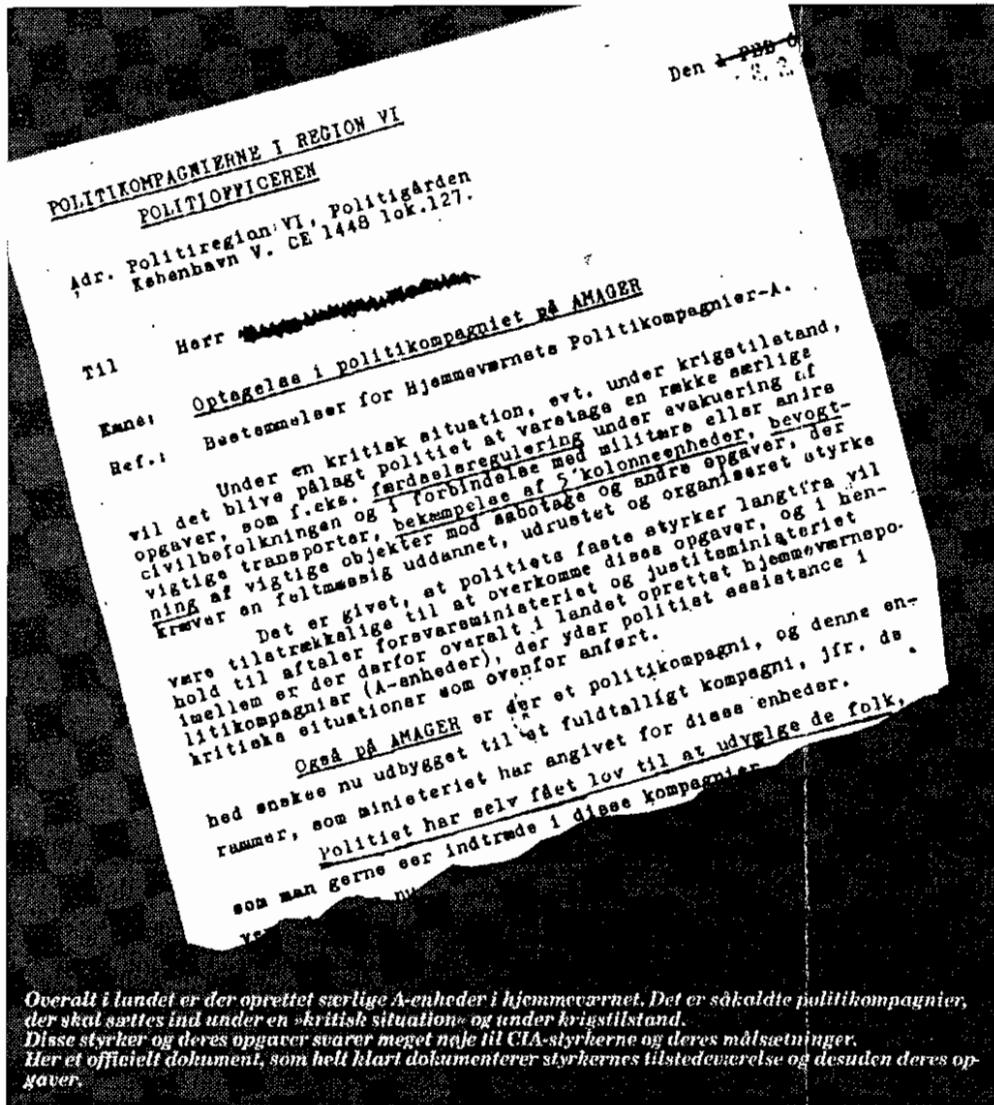 Den 1 FEB
POLITIKOMPAGNIERNE I REGION VI
POLITIOFFICEREN
Adr. Politiregion VI, Politigården
København V. CE 1448 lok.127.
Til Herr
Emne: Optagelse i politikompagniet på AMAGER
Ref.: Bestemmelser for Hjemmeværnets Politikompagnier-A.
Under en kritisk situation, evt. under krigstilstand,
vil det blive pålagt politiet at varetage en række særlige
opgaver, som f.eks. færdselsregulering under evakuering af
civilbefolkningen og i forbindelse med militære eller andre
vigtige transporter, bekæmpelse af 5'kolonneenheder, bevogt-
ning af vigtige objekter mod sabotage og andre opgaver, der
kræver en feltmæssig uddannet, udrustet og organiseret styrke
Det er givet, at politiets faste styrker langtfra vil
være tilstrækkelige til at overkomme disse opgaver, og i hen-
hold til aftaler forsvarsministeriet og justitsministeriet
imellem er der derfor overalt i landet oprettet hjemmeværnspo-
litikompagnier (A-enheder), der yder politiet assistance i
kritiske situationer som ovenfor anført.
Også på AMAGER er der et politikompagni, og denne en-
hed ønskes nu udbygget til et fuldtalligt kompagni, jfr. de
rammer, som ministeriet har angivet for disse enheder.
Politiet har selv fået lov til at udvælge de folk,
som man gerne ser indtræde i disse kompagnier
nu
Overalt i landet er der oprettet særlige A-enheder i hjemmeværnet. Det er såkaldte politikompagnier,
der skal sættes ind under en »kritisk situation« og under krigstilstand.
Disse styrker og deres opgaver svarer meget nøje til CIA-styrkerne og deres målsætninger.
Her et officielt dokument, som helt klart dokumenterer styrkernes tilstedeværelse og desuden deres op-
gaver.